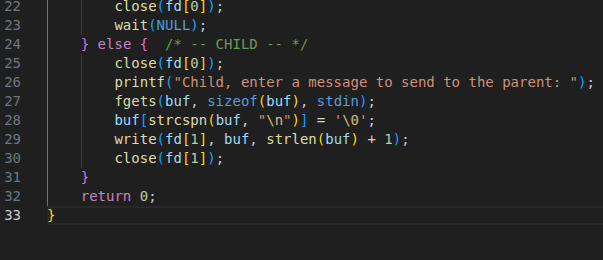 22 close(fd[0]);
23 wait(NULL);
24 } else { /* -- CHILD -- */
25 close(fd[0]);
26 printf("Child, enter a message to send to the parent: ");
27 fgets(buf, sizeof(buf), stdin);
28 buf[strcspn(buf, "\n")] = '\0';
29 write(fd[1], buf, strlen(buf) + 1);
30 close(fd[1]);
31 }
32 return 0;
33 }